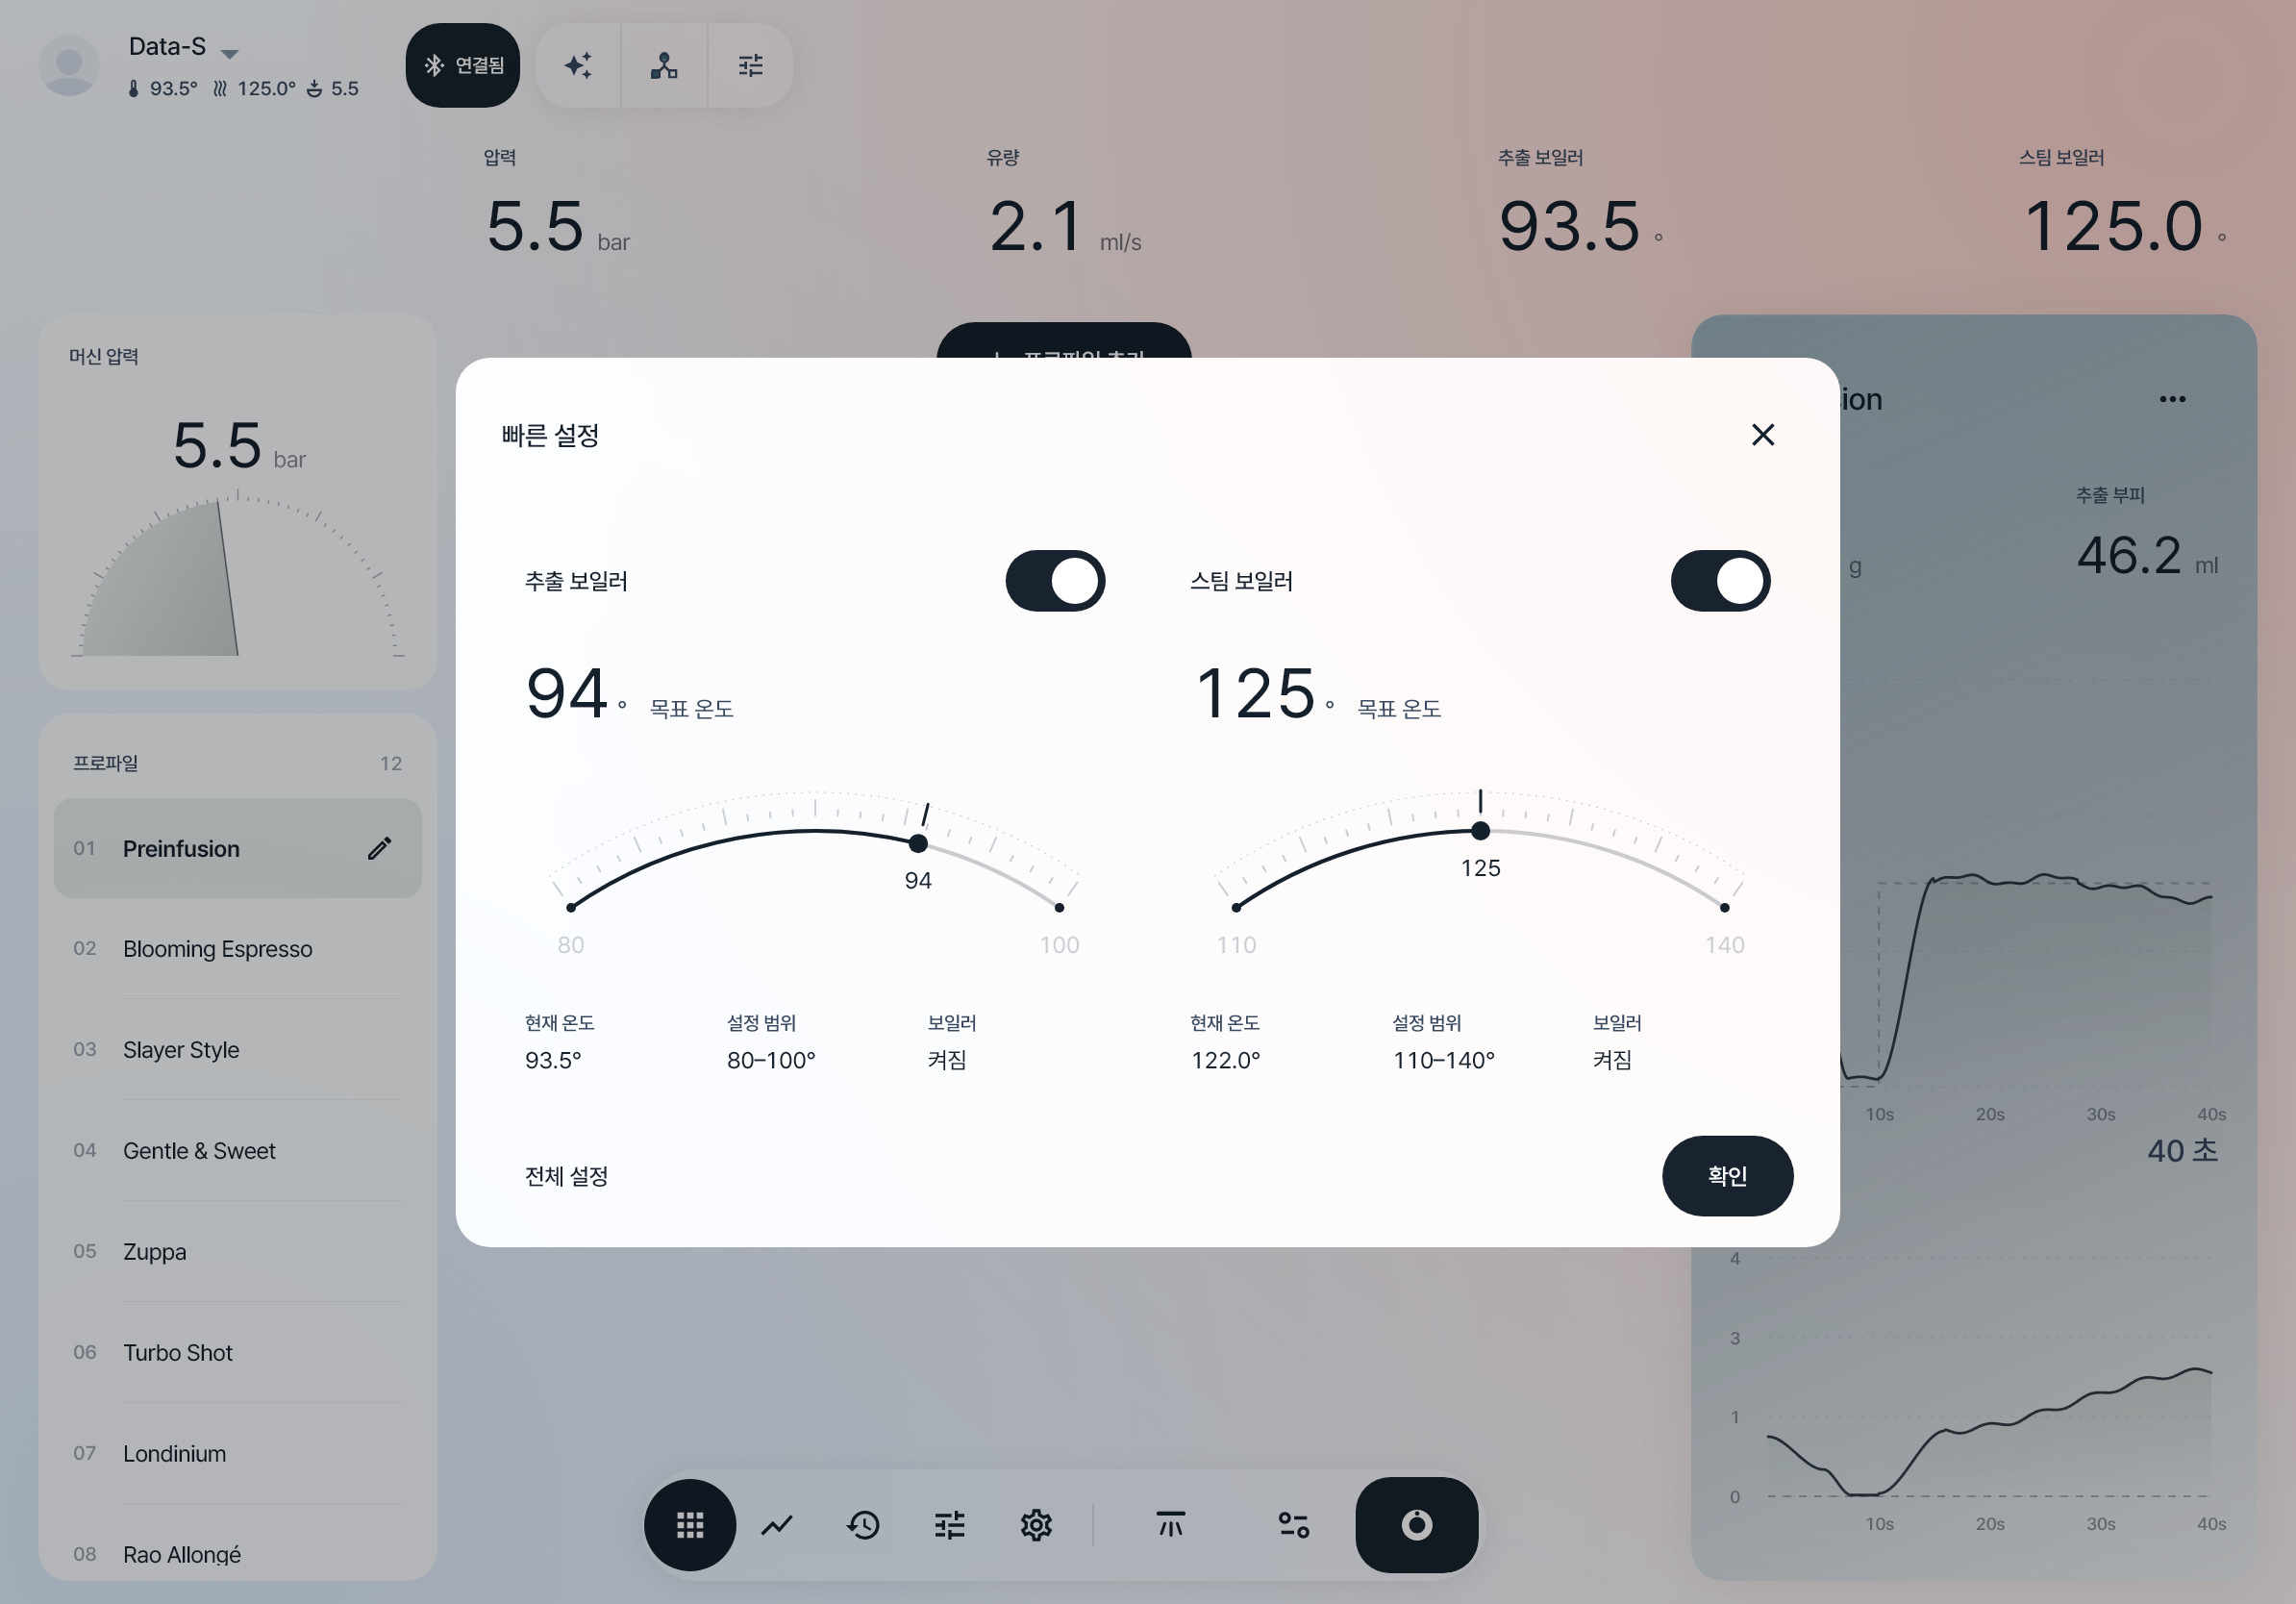 Data-S
93.5° 125.0° 5.5
연결됨
압력
5.5 bar
유량
2.1 ml/s
추출 보일러
93.5 °
스팀 보일러
125.0 °
머신 압력
5.5 bar
프로파일 12
01 Preinfusion
02 Blooming Espresso
03 Slayer Style
04 Gentle & Sweet
05 Zuppa
06 Turbo Shot
07 Londinium
08 Rao Allongé
빠른 설정
추출 보일러
94 ° 목표 온도
94
80 100
현재 온도 설정 범위 보일러
93.5° 80–100° 켜짐
스팀 보일러
125 ° 목표 온도
125
110 140
현재 온도 설정 범위 보일러
122.0° 110–140° 켜짐
전체 설정
확인
sion
g
추출 부피
46.2 ml
10s 20s 30s 40s
40 초
4
3
1
0
10s 20s 30s 40s